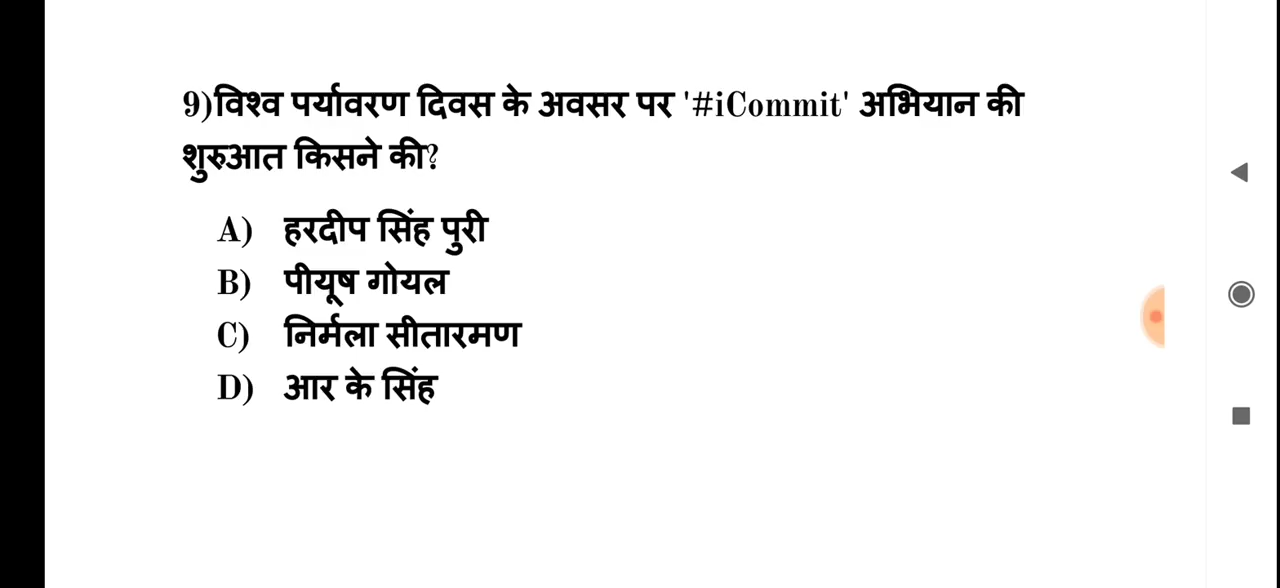 9)विश्व पर्यावरण दिवस के अवसर पर '#iCommit' अभियान की
शुरुआत किसने की?
A) हरदीप सिंह पुरी
B) पीयूष गोयल
C) निर्मला सीतारमण
D) आर के सिंह